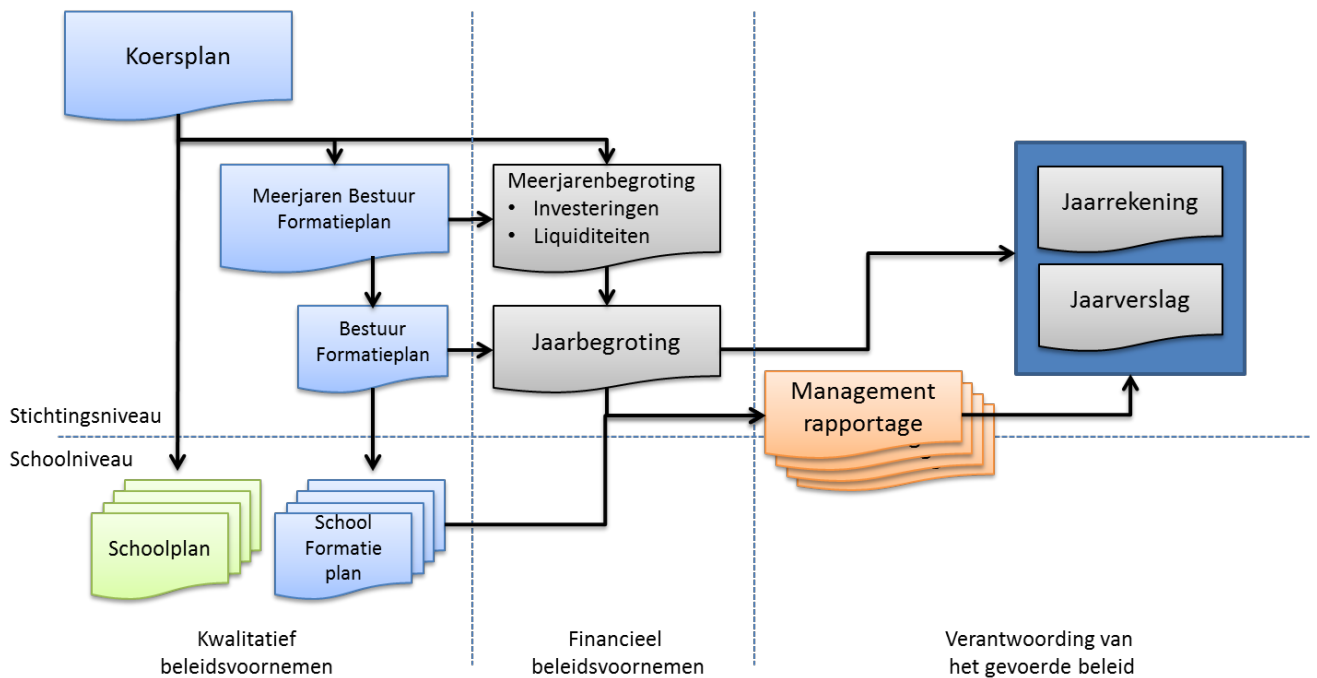 Koersplan
Meerjaren Bestuur
Formatieplan
Meerjarenbegroting
• Investeringen
• Liquiditeiten
Jaarrekening
Jaarverslag
Bestuur
Formatieplan
Jaarbegroting
Management
rapportage
Stichtingsniveau
Schoolniveau
Schoolplan
School
Formatie
plan
Kwalitatief
beleidsvoornemen
Financieel
beleidsvoornemen
Verantwoording van
het gevoerde beleid